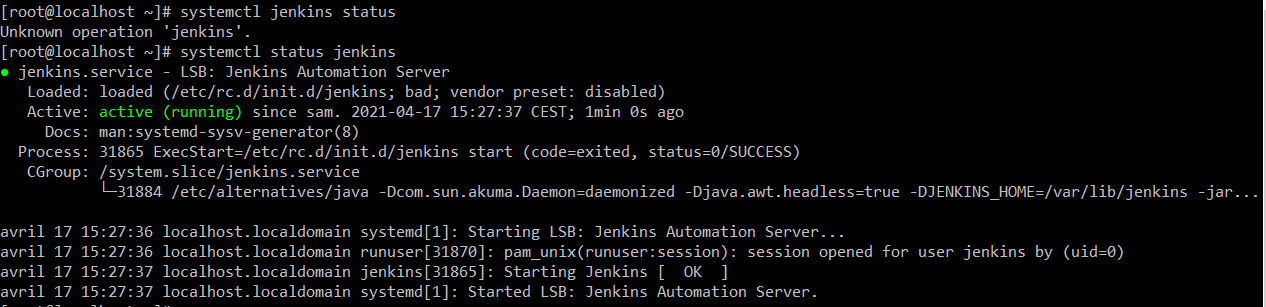 [root@localhost ~]# systemctl jenkins status
Unknown operation 'jenkins'.
[root@localhost ~]# systemctl status jenkins
● jenkins.service - LSB: Jenkins Automation Server
   Loaded: loaded (/etc/rc.d/init.d/jenkins; bad; vendor preset: disabled)
   Active: active (running) since sam. 2021-04-17 15:27:37 CEST; 1min 0s ago
     Docs: man:systemd-sysv-generator(8)
  Process: 31865 ExecStart=/etc/rc.d/init.d/jenkins start (code=exited, status=0/SUCCESS)
   CGroup: /system.slice/jenkins.service
           └─31884 /etc/alternatives/java -Dcom.sun.akuma.Daemon=daemonized -Djava.awt.headless=true -DJENKINS_HOME=/var/lib/jenkins -jar...

avril 17 15:27:36 localhost.localdomain systemd[1]: Starting LSB: Jenkins Automation Server...
avril 17 15:27:36 localhost.localdomain runuser[31870]: pam_unix(runuser:session): session opened for user jenkins by (uid=0)
avril 17 15:27:37 localhost.localdomain jenkins[31865]: Starting Jenkins [  OK  ]
avril 17 15:27:37 localhost.localdomain systemd[1]: Started LSB: Jenkins Automation Server.